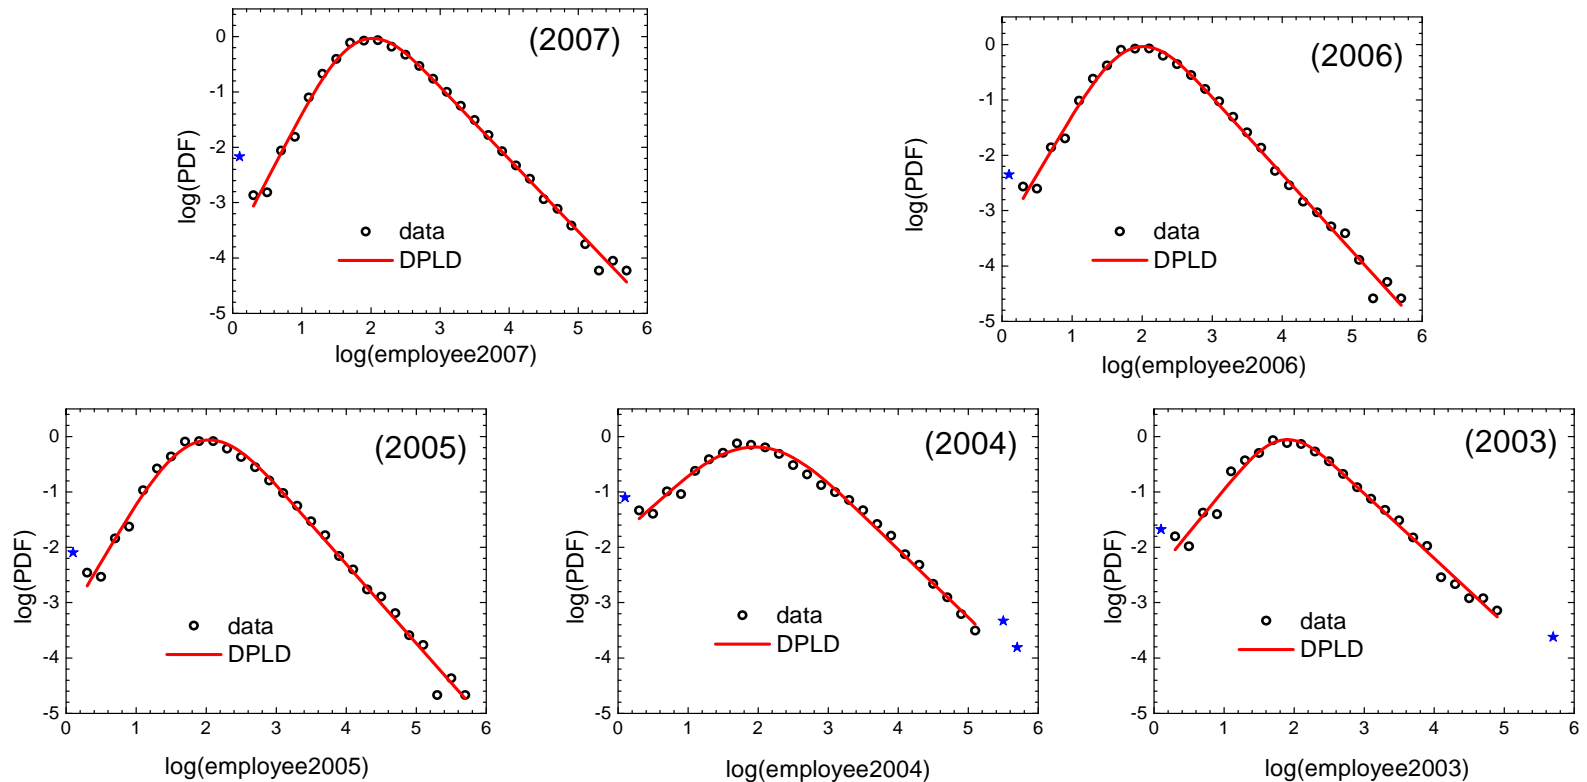 (2007)
0
-1
-2
-3
-4
-5
log(PDF)
data
DPLD
0 1 2 3 4 5 6
log(employee2007)
(2006)
0
-1
-2
-3
-4
-5
log(PDF)
data
DPLD
0 1 2 3 4 5 6
log(employee2006)
(2005)
0
-1
-2
-3
-4
-5
log(PDF)
data
DPLD
0 1 2 3 4 5 6
log(employee2005)
(2004)
0
-1
-2
-3
-4
-5
log(PDF)
data
DPLD
0 1 2 3 4 5 6
log(employee2004)
(2003)
0
-1
-2
-3
-4
-5
log(PDF)
data
DPLD
0 1 2 3 4 5 6
log(employee2003)